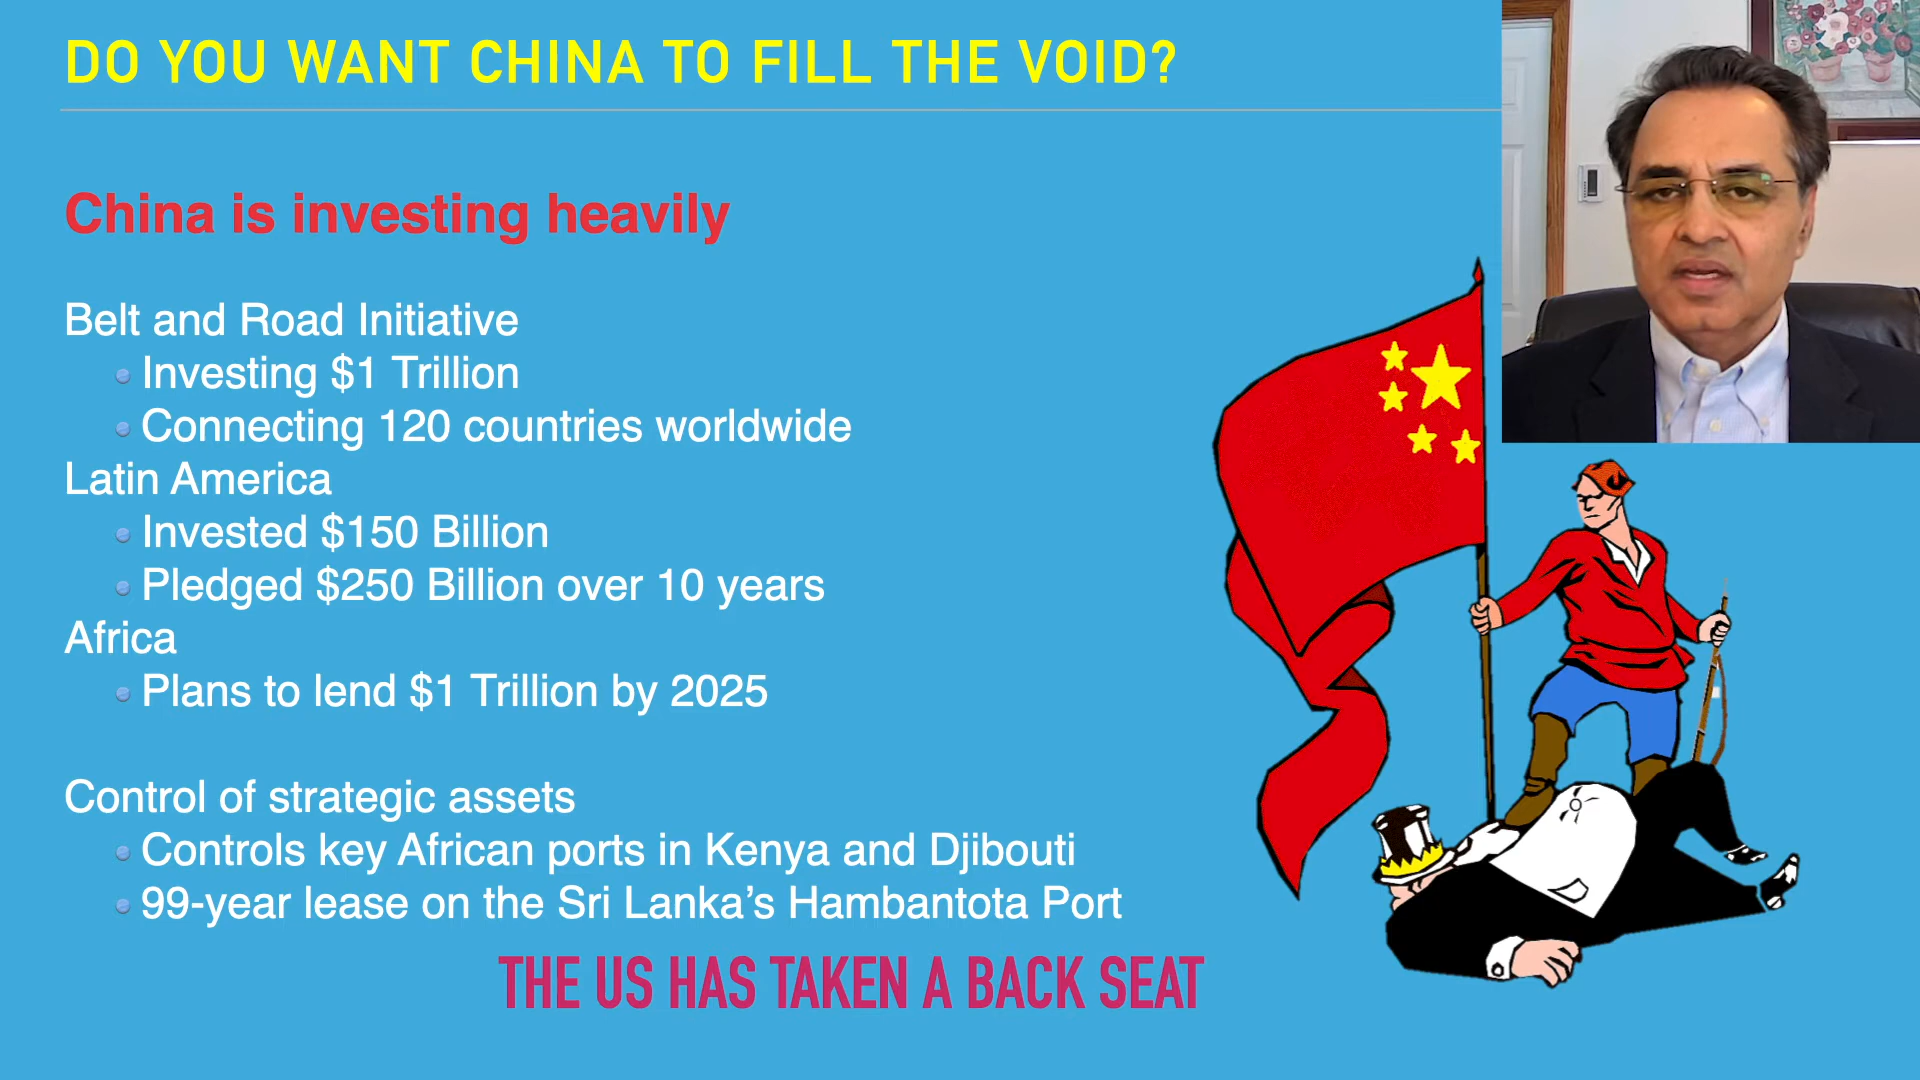 DO YOU WANT CHINA TO FILL THE VOID?
China is investing heavily
Belt and Road Initiative
Investing $1 Trillion
Connecting 120 countries worldwide
Latin America
Invested $150 Billion
Pledged $250 Billion over 10 years
Africa
Plans to lend $1 Trillion by 2025
Control of strategic assets
Controls key African ports in Kenya and Djibouti
99-year lease on the Sri Lanka’s Hambantota Port
THE US HAS TAKEN A BACK SEAT